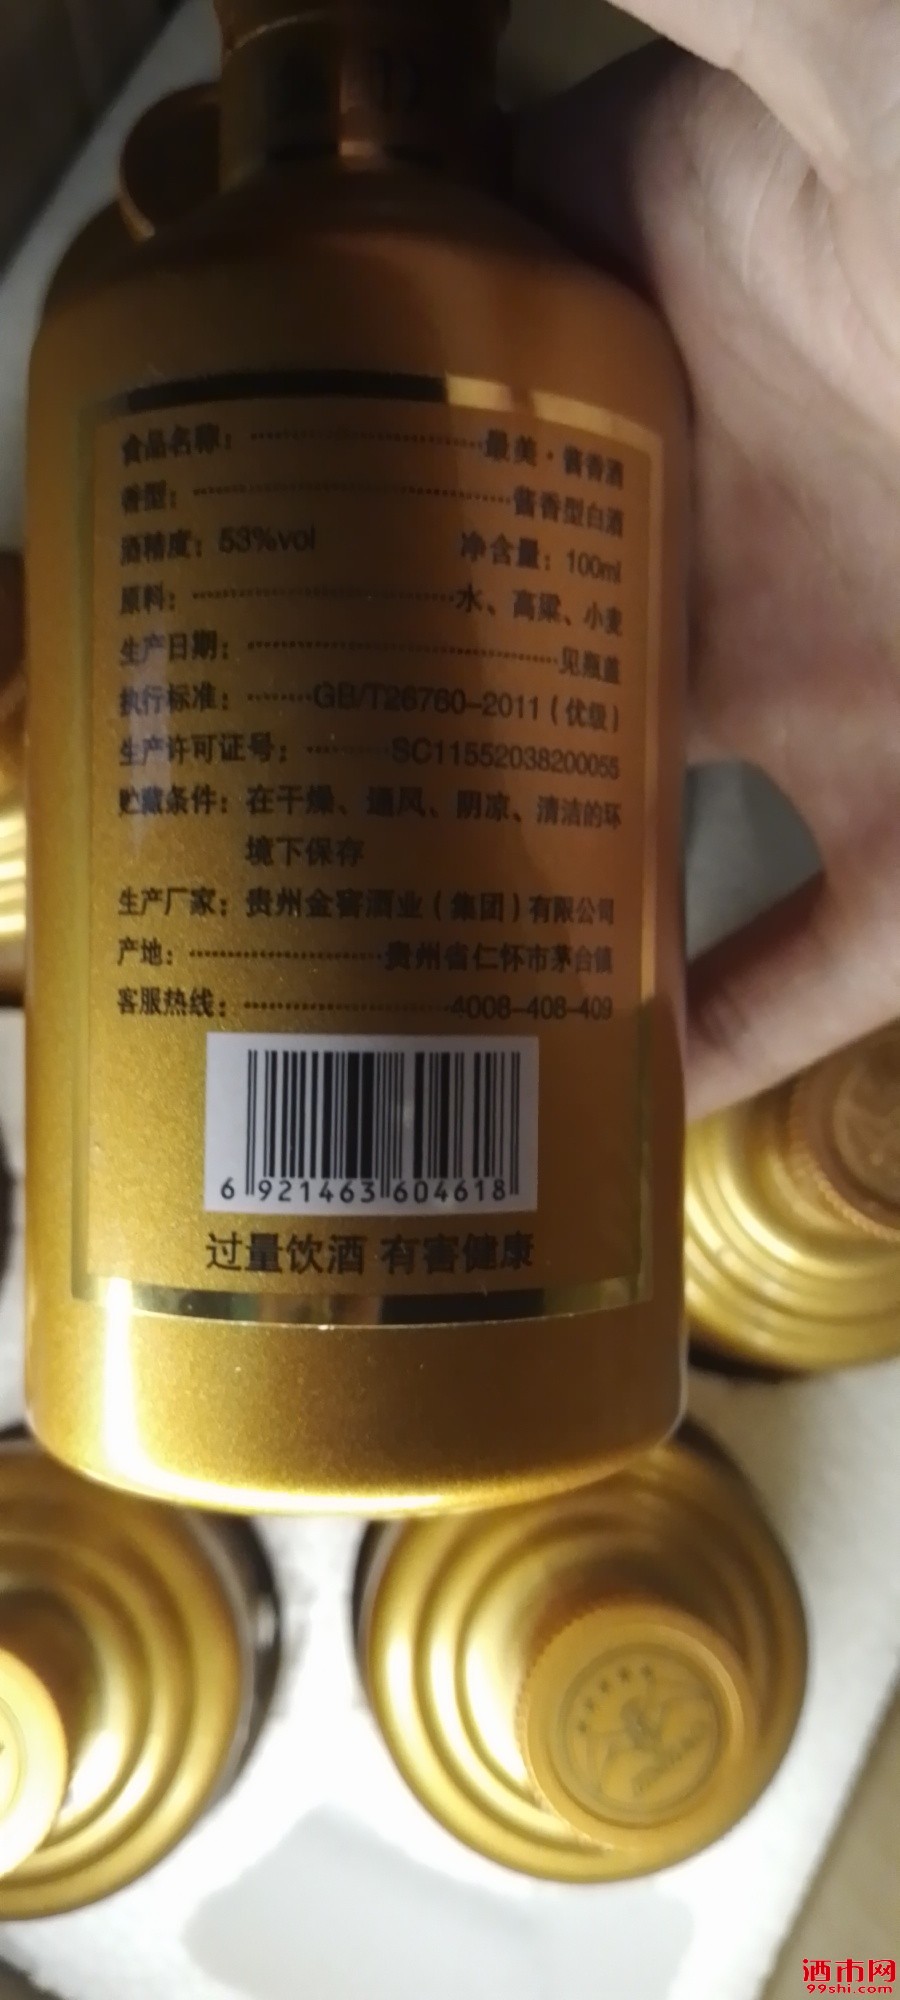 食品名称：························最美·酱香酒
香型：································酱香型白酒
酒精度：53%vol 净含量：100ml
原料：··························水、高粱、小麦
生产日期：·······························见瓶盖
执行标准：·······GB/T26760-2011（优级）
生产许可证号：·········SC11552038200055
贮藏条件：在干燥、通风、阴凉、清洁的环
境下保存
生产厂家：贵州金窖酒业（集团）有限公司
产地：···················贵州省仁怀市茅台镇
客服热线：····················4008-408-409
6 921463 604618
过量饮酒 有害健康
酒市网
99shi.com